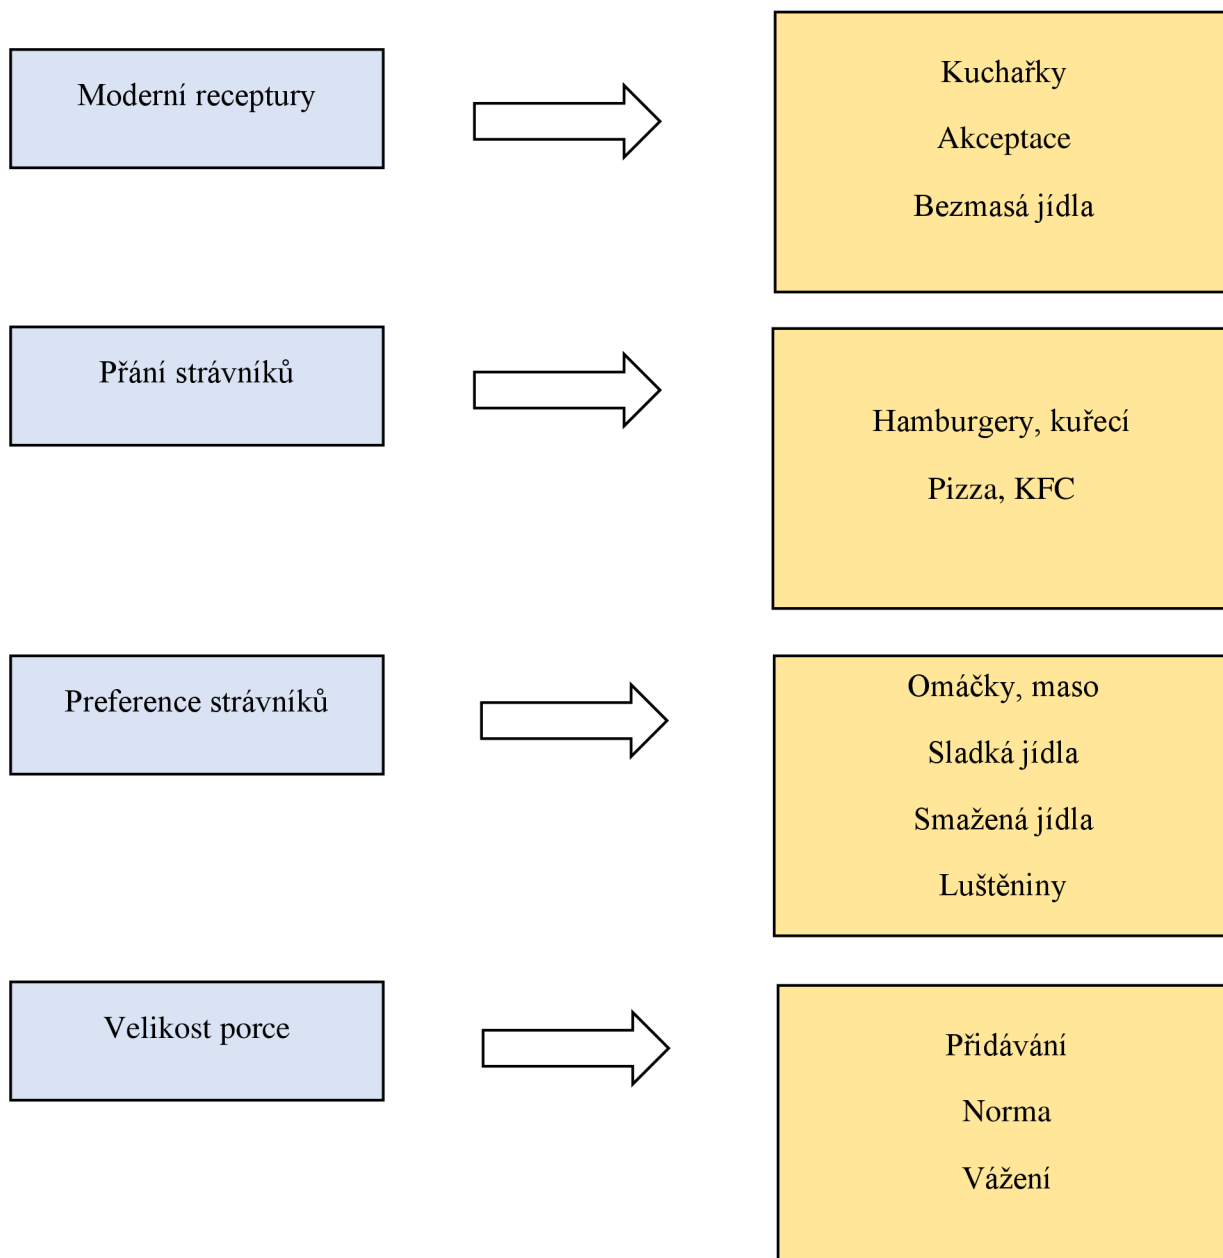 Moderní receptury
Kuchařky
Akceptace
Bezmasá jídla
Přání strávníků
Hamburgery, kuřecí
Pizza, KFC
Preference strávníků
Omáčky, maso
Sladká jídla
Smažená jídla
Luštěniny
Velikost porce
Přidávání
Norma
Vážení